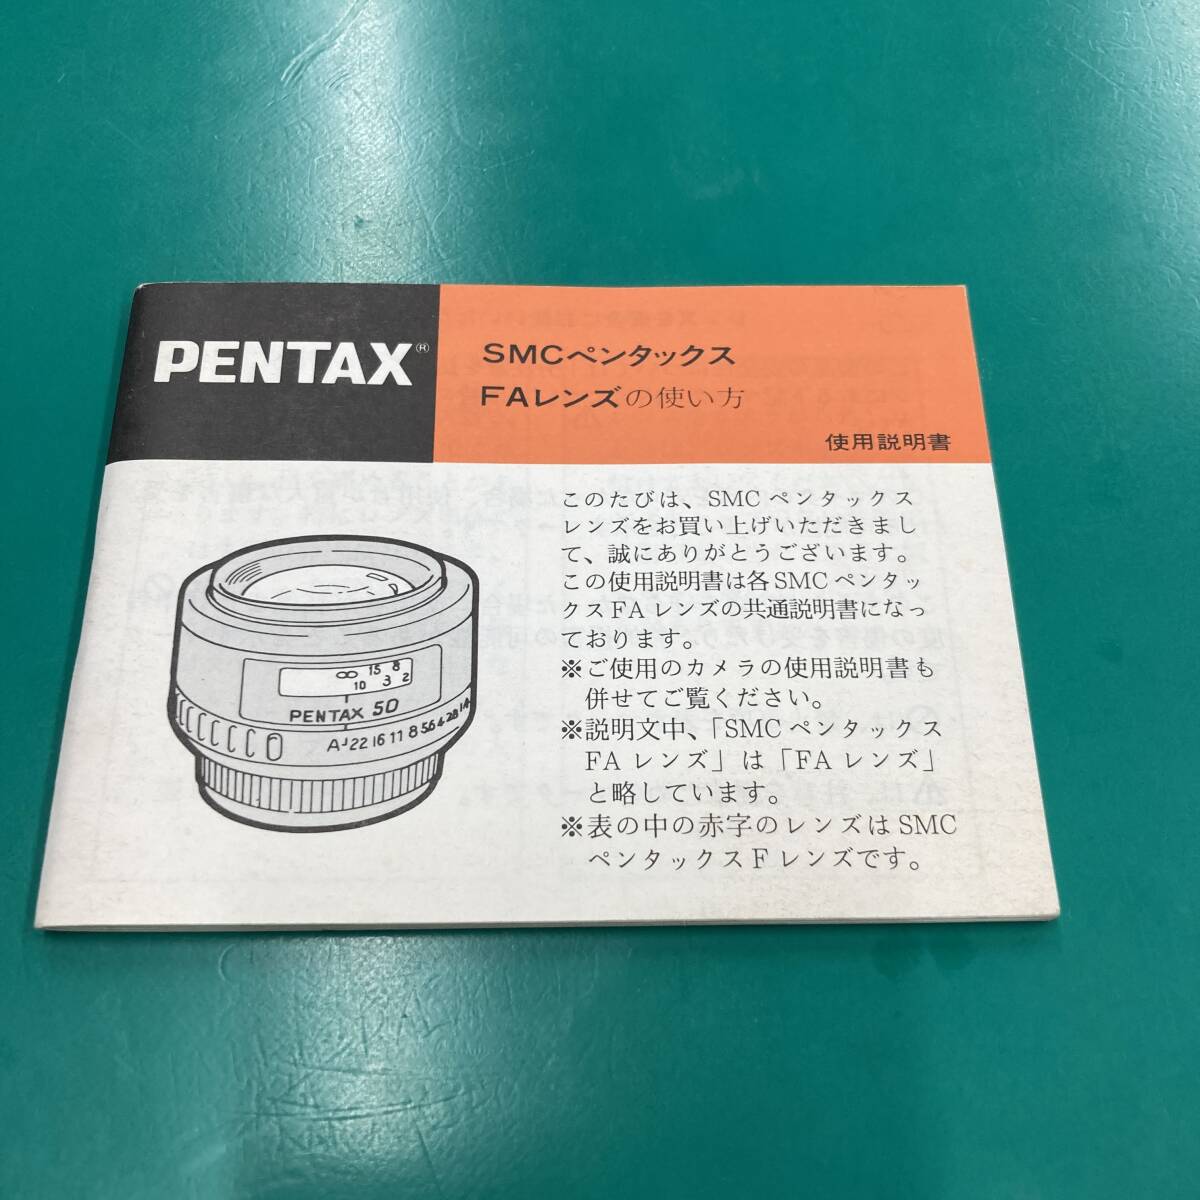 PENTAX®
SMCペンタックス
FAレンズの使い方
使用説明書
このたびは、SMCペンタックス
レンズをお買い上げいただきまし
て、誠にありがとうございます。
この使用説明書は各SMCペンタッ
クスFAレンズの共通説明書になっ
ております。
※ご使用のカメラの使用説明書も
併せてご覧ください。
※説明文中、「SMCペンタックス
FAレンズ」は「FAレンズ」
と略しています。
※表の中の赤字のレンズはSMC
ペンタックスFレンズです。
∞ 15 8
10 3 2
PENTAX 50
A 22 16 11 8 5.6 4 2.8 1.4